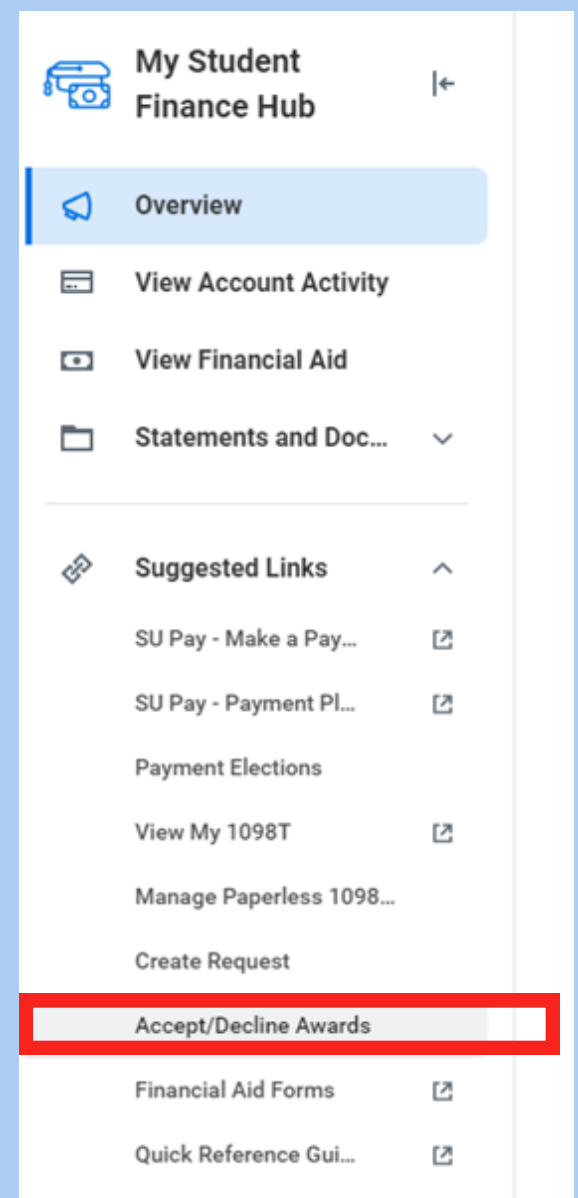 My Student
Finance Hub
Overview
View Account Activity
View Financial Aid
Statements and Doc...
Suggested Links
SU Pay - Make a Pay...
SU Pay - Payment Pl...
Payment Elections
View My 1098T
Manage Paperless 1098...
Create Request
Accept/Decline Awards
Financial Aid Forms
Quick Reference Gui...